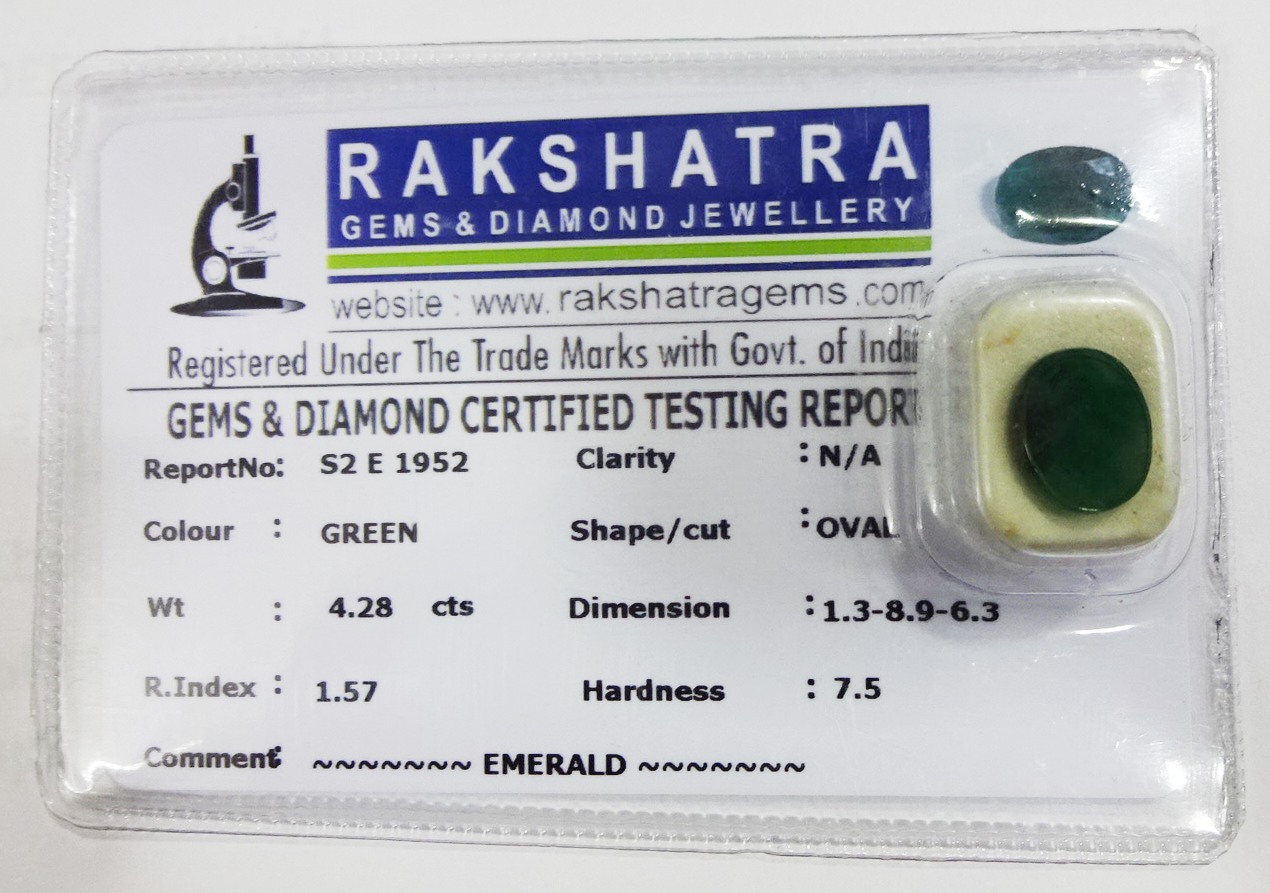 RAKSHATRA
GEMS & DIAMOND JEWELLERY
website : www. rakshatragems .com
Registered Under The Trade Marks with Govt. of India
GEMS & DIAMOND CERTIFIED TESTING REPORT
ReportNo: S2 E 1952 Clarity : N/A
Colour : GREEN Shape/cut : OVAL
Wt : 4.28 cts Dimension : 1.3-8.9-6.3
R.Index : 1.57 Hardness : 7.5
Comment: ~~~~~~~ EMERALD ~~~~~~~